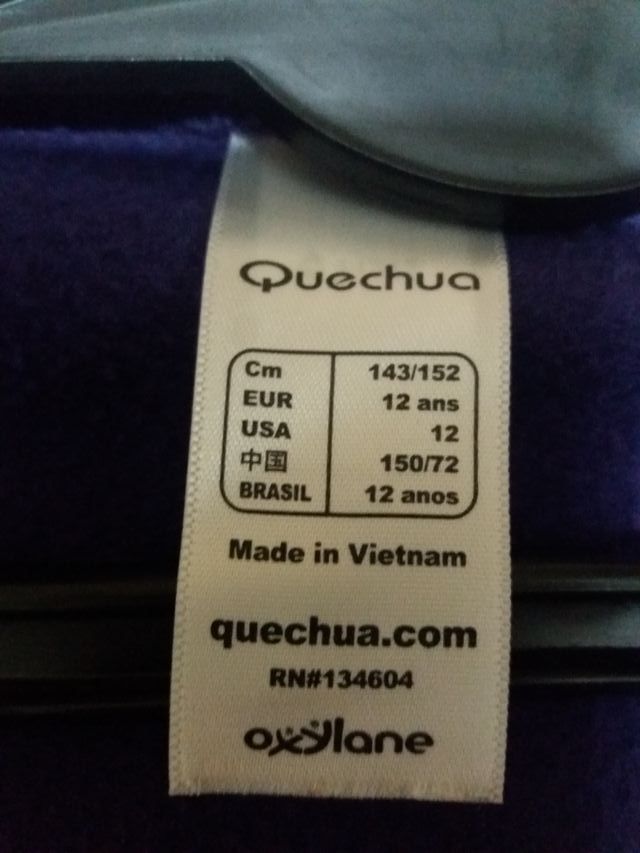 Quechua
Cm 143/152
EUR 12 ans
USA 12
中国 150/72
BRASIL 12 anos
Made in Vietnam
quechua.com
RN#134604
oxylane